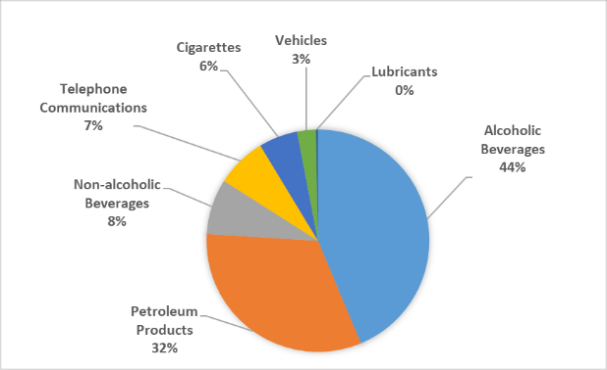 Cigarettes
6%
Vehicles
3%
Lubricants
0%
Telephone
Communications
7%
Alcoholic
Beverages
44%
Non-alcoholic
Beverages
8%
Petroleum
Products
32%